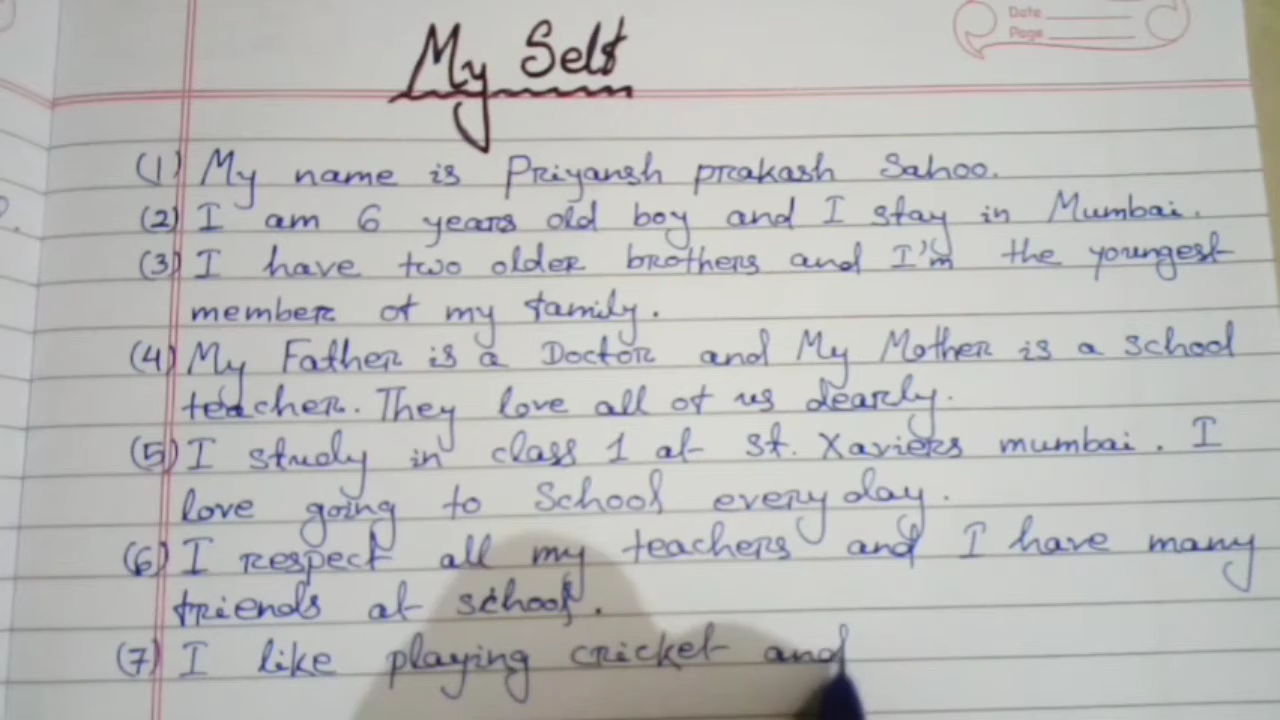 Date
Page
My Self
(1) My name is Priyansh prakash Sahoo.
(2) I am 6 years old boy and I stay in Mumbai.
(3) I have two older brothers and I'm the youngest
member of my family.
(4) My Father is a Doctor and My Mother is a school
teacher. They love all of us dearly.
(5) I study in class 1 at St. Xaviers mumbai. I
love going to School everyday.
(6) I respect all my teachers and I have many
friends at school.
(7) I like playing cricket and